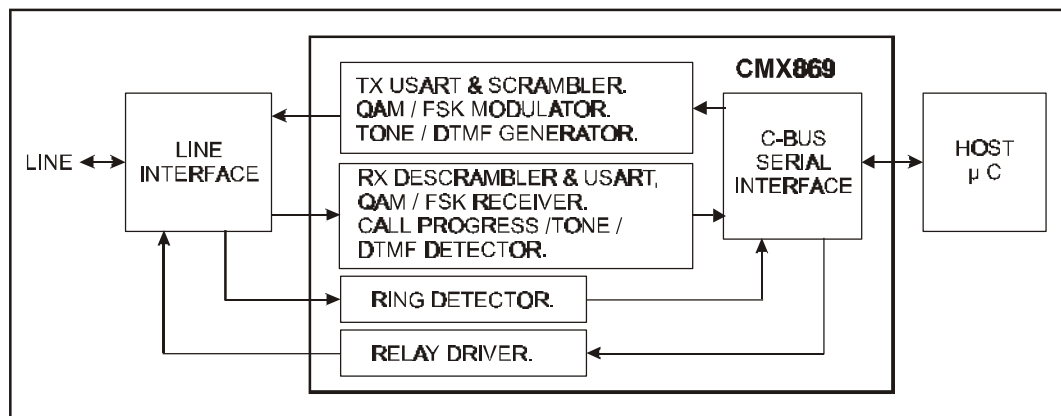 CMX869
TX USART & SCRAMBLER.
QAM / FSK MODULATOR.
TONE / DTMF GENERATOR.
LINE
LINE
INTERFACE
C-BUS
SERIAL
INTERFACE
HOST
µ C
RX DESCRAMBLER & USART,
QAM / FSK RECEIVER.
CALL PROGRESS /TONE /
DTMF DETECTOR.
RING DETECTOR.
RELAY DRIVER.